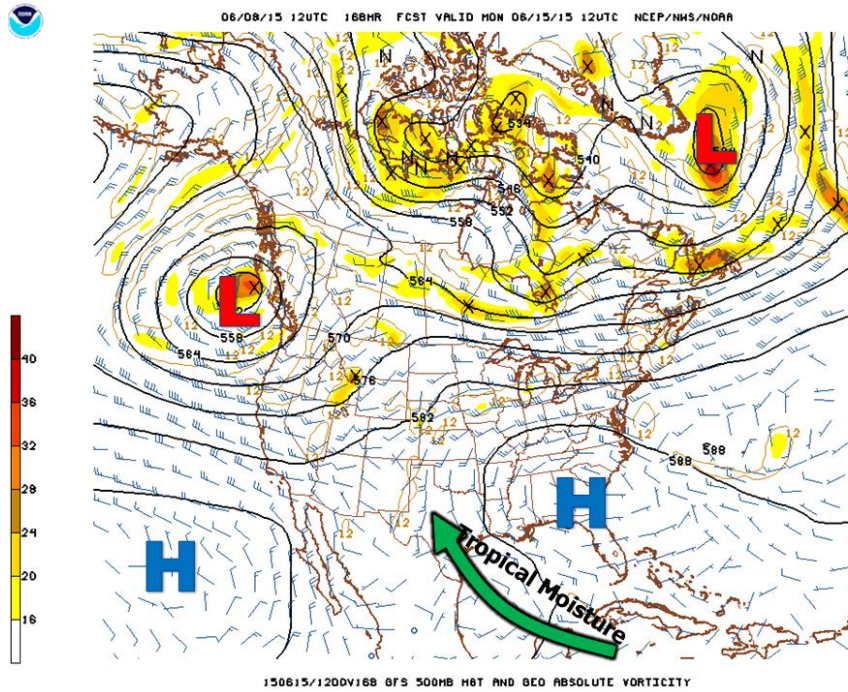 06/08/15 12UTC 168HR FCST VALID MON 06/15/15 12UTC NCEP/NWS/NOAA
N
N
X
X
X
12
12
L
534
540
546
552
558
564
L
558
564
570
576
582
588
588
H
H
Tropical Moisture
40
36
32
28
24
20
16
150615/1200V168 GFS 500MB HGT AND GEO ABSOLUTE VORTICITY